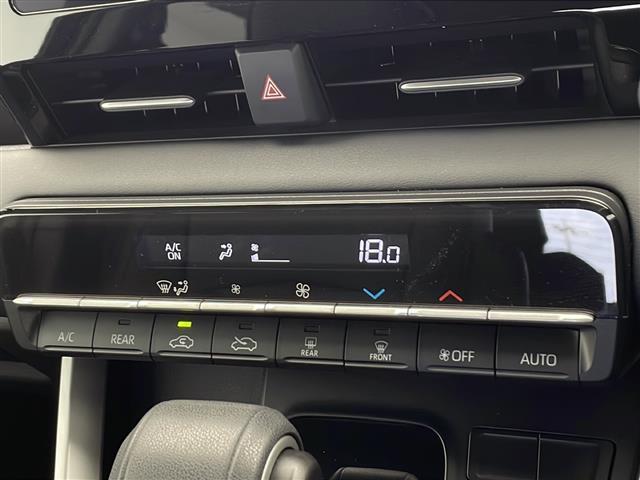 A/C
ON
18.0
A/C
REAR
REAR
FRONT
OFF
AUTO